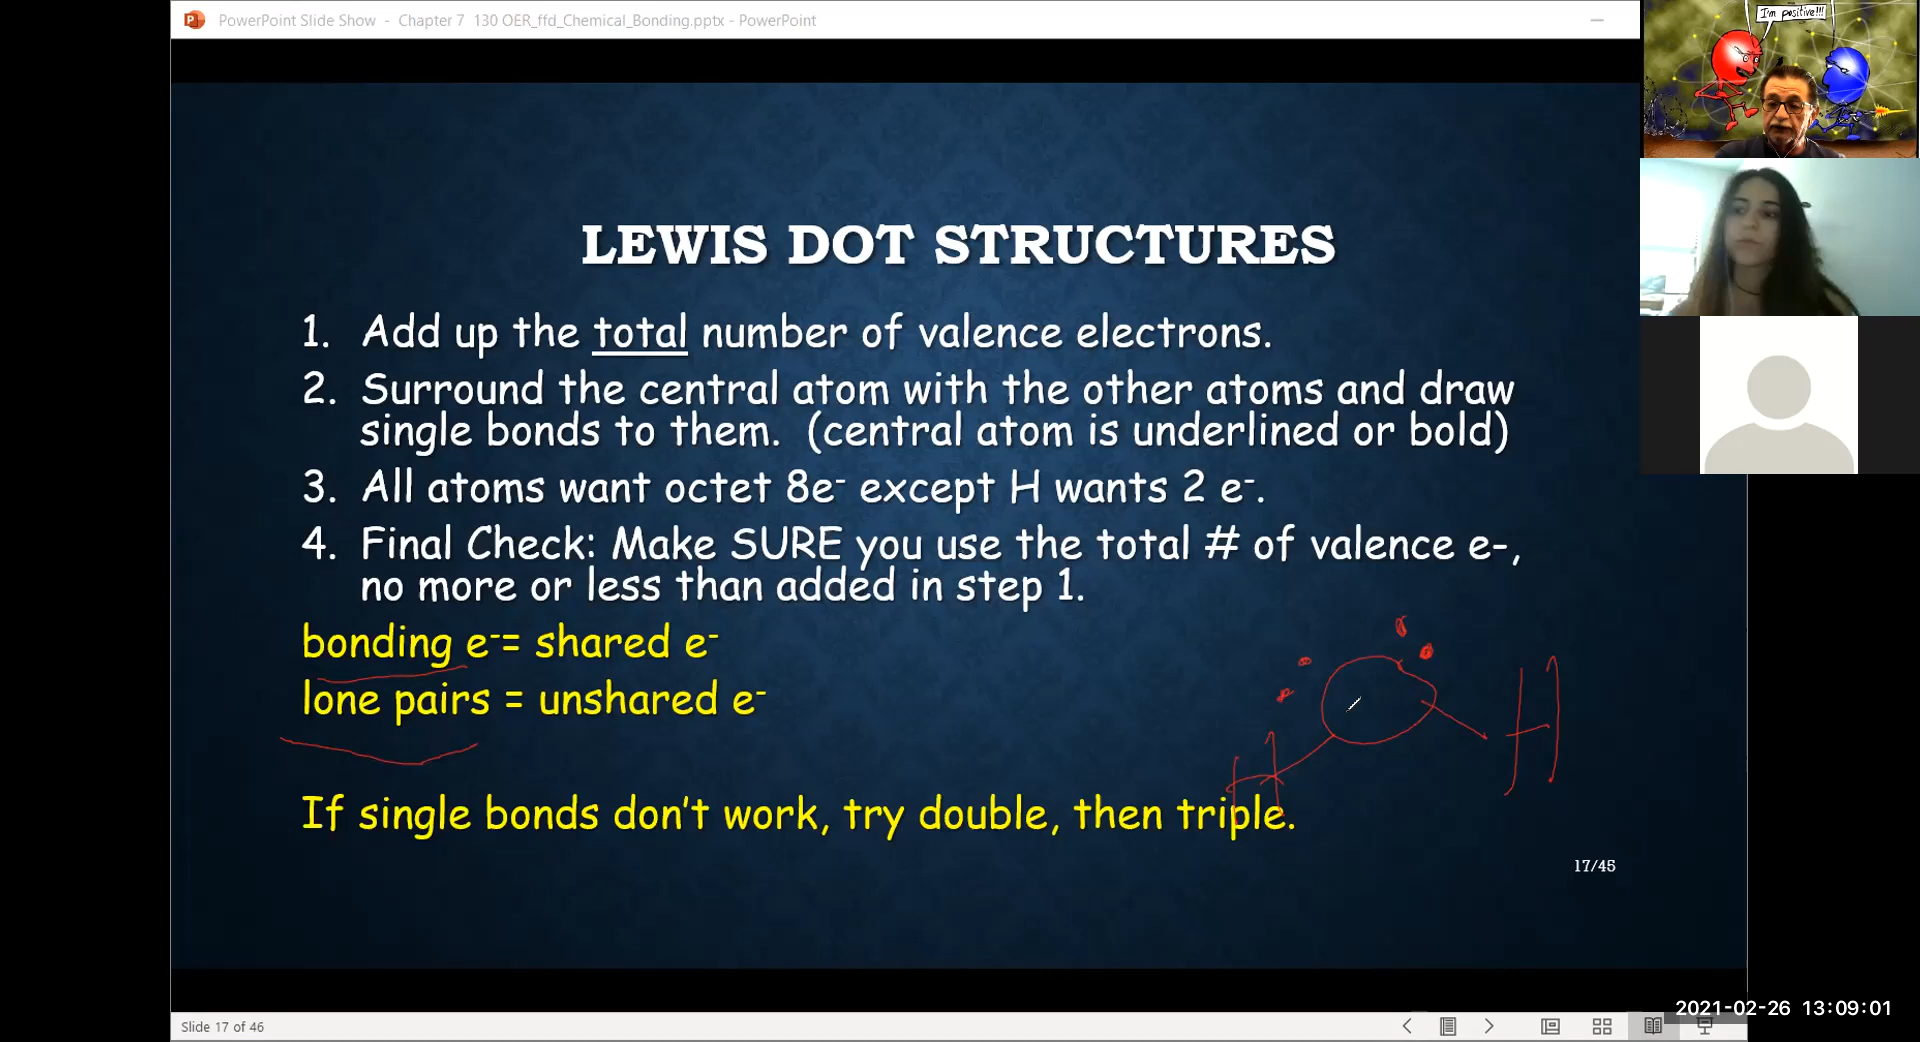 PowerPoint Slide Show - Chapter 7 130 OER_ffd_Chemical_Bonding.pptx - PowerPoint
I'm positive!!!
LEWIS DOT STRUCTURES
1. Add up the total number of valence electrons.
2. Surround the central atom with the other atoms and draw
single bonds to them. (central atom is underlined or bold)
3. All atoms want octet 8e⁻ except H wants 2 e⁻.
4. Final Check: Make SURE you use the total # of valence e-,
no more or less than added in step 1.
bonding e⁻= shared e⁻
lone pairs = unshared e⁻
H O H
If single bonds don't work, try double, then triple.
17/45
2021-02-26 13:09:01
Slide 17 of 46